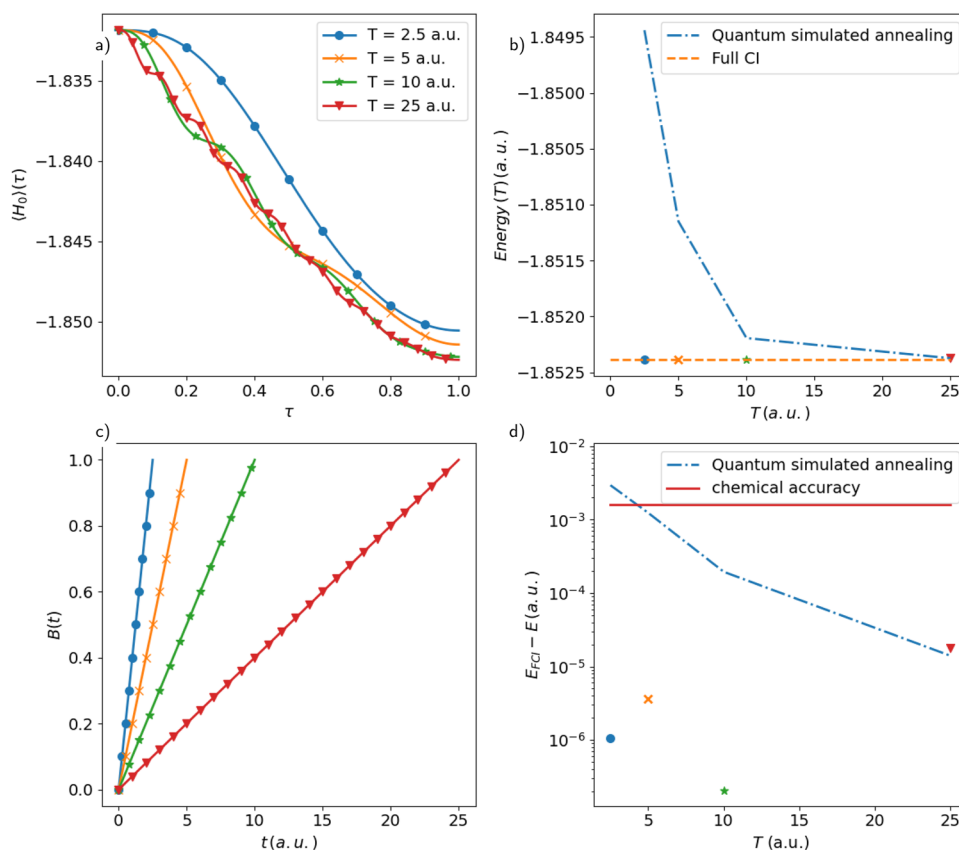 a)
T = 2.5 a.u.
T = 5 a.u.
T = 10 a.u.
T = 25 a.u.
−1.835
−1.840
−1.845
−1.850
⟨H₀⟩(τ)
0.0 0.2 0.4 0.6 0.8 1.0
τ
b)
Quantum simulated annealing
Full CI
−1.8495
−1.8500
−1.8505
−1.8510
−1.8515
−1.8520
−1.8525
Energy (T) (a. u.)
0 5 10 15 20 25
T (a. u.)
c)
1.0
0.8
0.6
0.4
0.2
0.0
B(t)
0 5 10 15 20 25
t (a. u.)
d)
Quantum simulated annealing
chemical accuracy
10⁻²
10⁻³
10⁻⁴
10⁻⁵
10⁻⁶
E_FCI − E (a. u.)
5 10 15 20 25
T (a.u.)